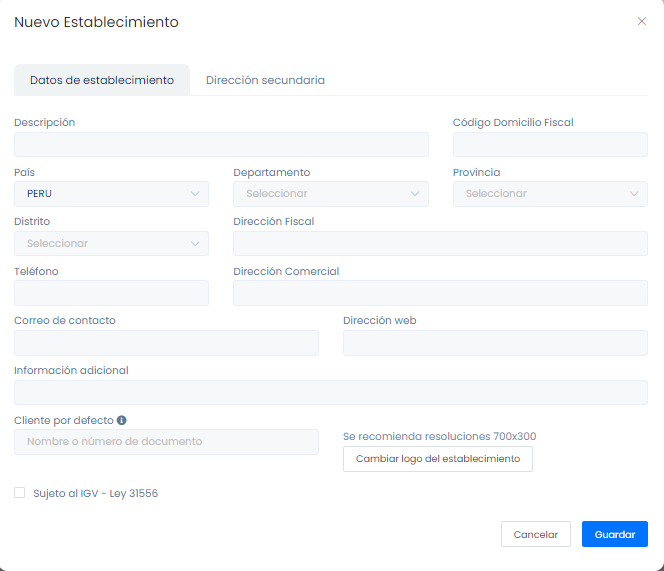 Nuevo Establecimiento
Datos de establecimiento Dirección secundaria
Descripción Código Domicilio Fiscal
País Departamento Provincia
PERU Seleccionar Seleccionar
Distrito Dirección Fiscal
Seleccionar
Teléfono Dirección Comercial
Correo de contacto Dirección web
Información adicional
Cliente por defecto
Nombre o número de documento
Se recomienda resoluciones 700x300
Cambiar logo del establecimiento
Sujeto al IGV - Ley 31556
Cancelar Guardar